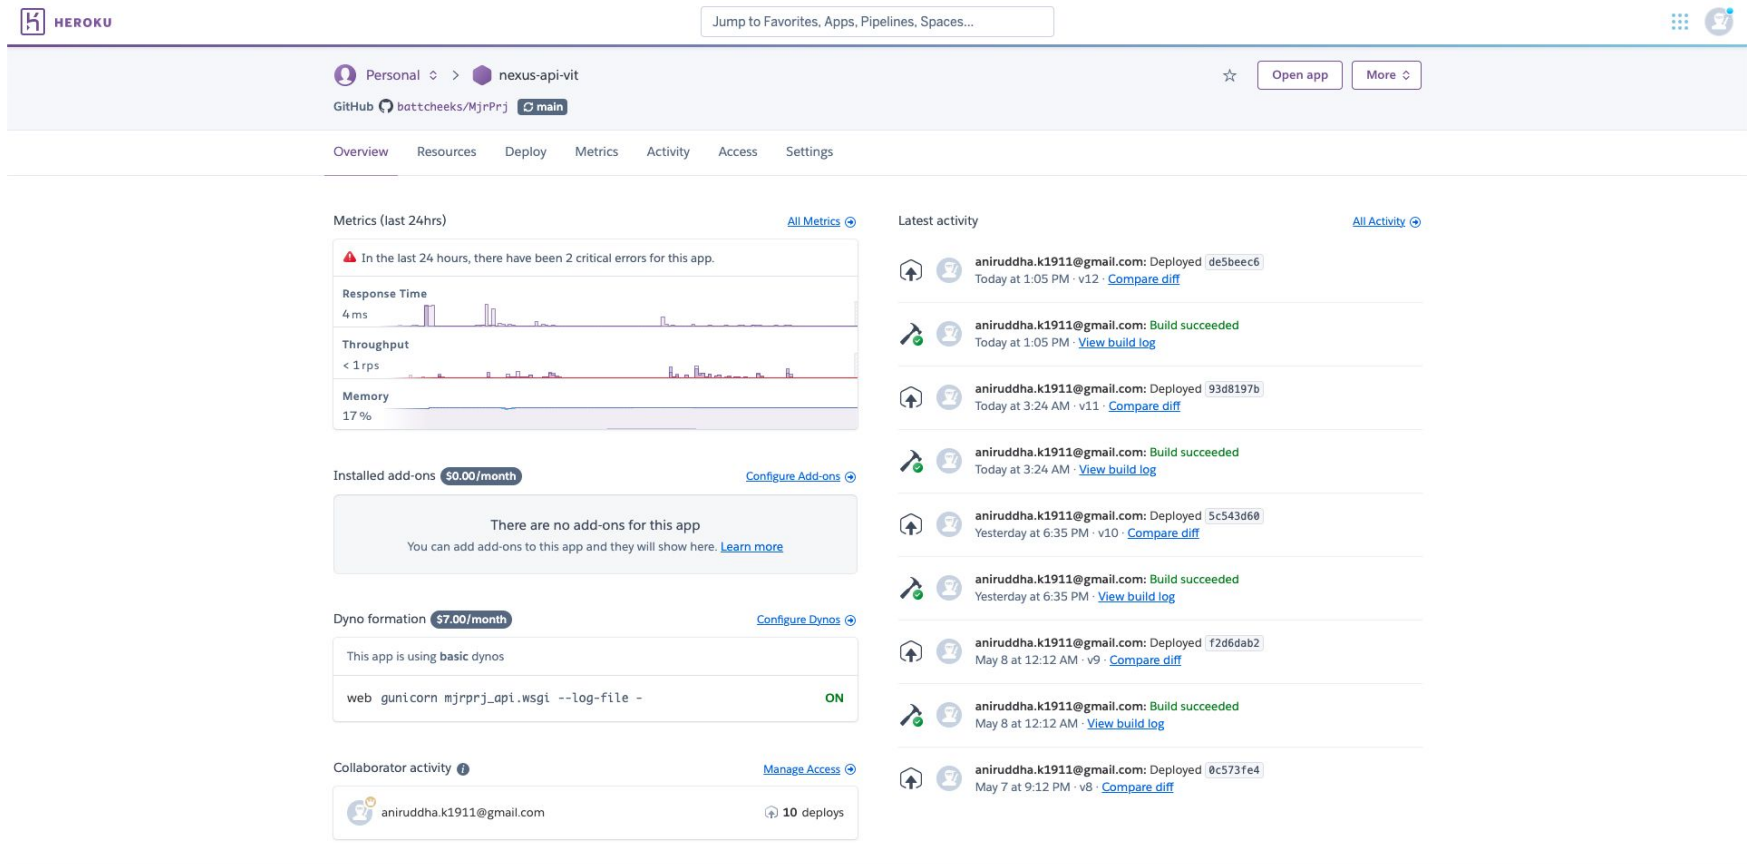 HEROKU
Jump to Favorites, Apps, Pipelines, Spaces...
Personal > nexus-api-vit
Open app
More
GitHub battcheeks/MjrPrj main
Overview Resources Deploy Metrics Activity Access Settings
Metrics (last 24hrs)
All Metrics
In the last 24 hours, there have been 2 critical errors for this app.
Response Time
4 ms
Throughput
< 1 rps
Memory
17 %
Installed add-ons $0.00/month
Configure Add-ons
There are no add-ons for this app
You can add add-ons to this app and they will show here. Learn more
Dyno formation $7.00/month
Configure Dynos
This app is using basic dynos
web gunicorn mjrprj_api.wsgi --log-file - ON
Collaborator activity
Manage Access
aniruddha.k1911@gmail.com 10 deploys
Latest activity
All Activity
aniruddha.k1911@gmail.com: Deployed de5beec6
Today at 1:05 PM · v12 · Compare diff
aniruddha.k1911@gmail.com: Build succeeded
Today at 1:05 PM · View build log
aniruddha.k1911@gmail.com: Deployed 93d8197b
Today at 3:24 AM · v11 · Compare diff
aniruddha.k1911@gmail.com: Build succeeded
Today at 3:24 AM · View build log
aniruddha.k1911@gmail.com: Deployed 5c543d60
Yesterday at 6:35 PM · v10 · Compare diff
aniruddha.k1911@gmail.com: Build succeeded
Yesterday at 6:35 PM · View build log
aniruddha.k1911@gmail.com: Deployed f2d6dab2
May 8 at 12:12 AM · v9 · Compare diff
aniruddha.k1911@gmail.com: Build succeeded
May 8 at 12:12 AM · View build log
aniruddha.k1911@gmail.com: Deployed 0c573fe4
May 7 at 9:12 PM · v8 · Compare diff